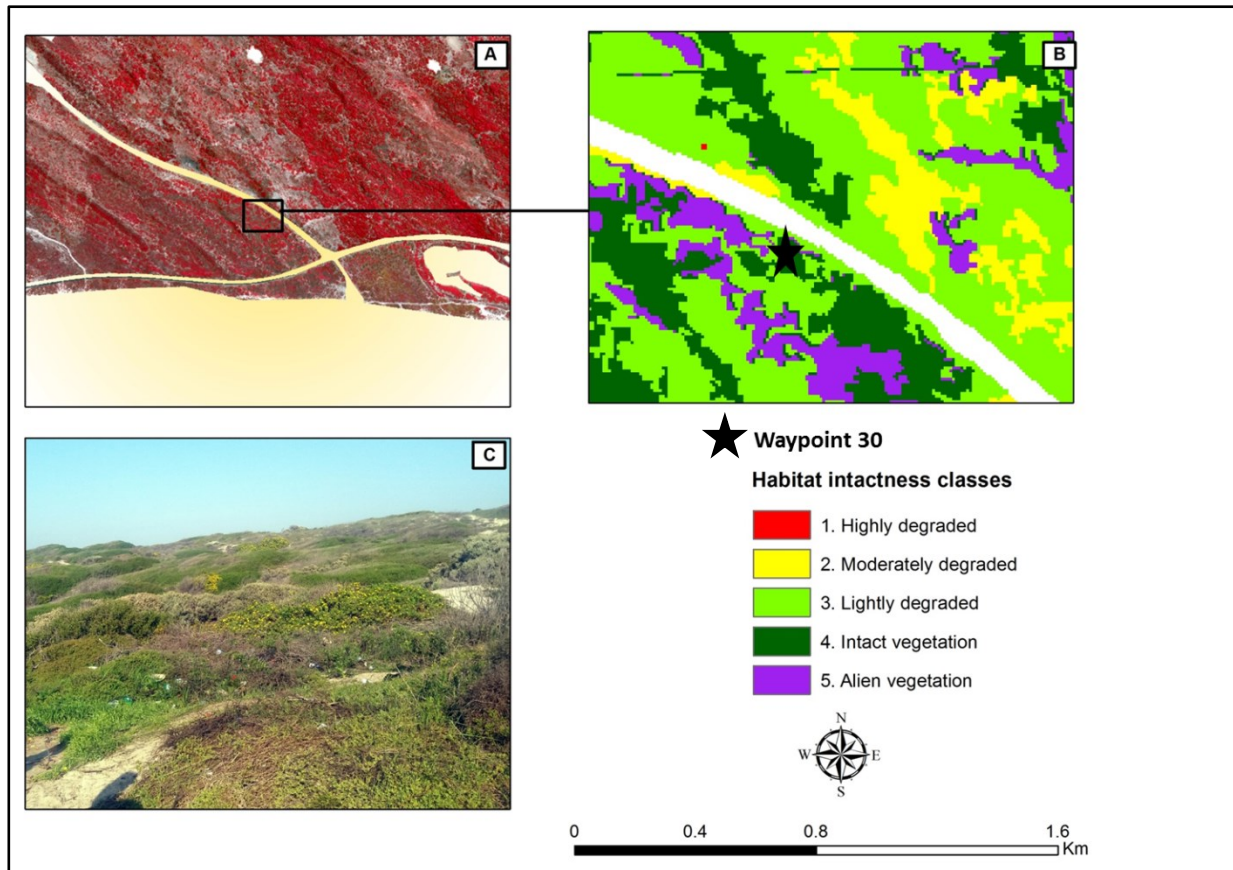 A
B
C
Waypoint 30
Habitat intactness classes
1. Highly degraded
2. Moderately degraded
3. Lightly degraded
4. Intact vegetation
5. Alien vegetation
N
W E
S
0 0.4 0.8 1.6
Km